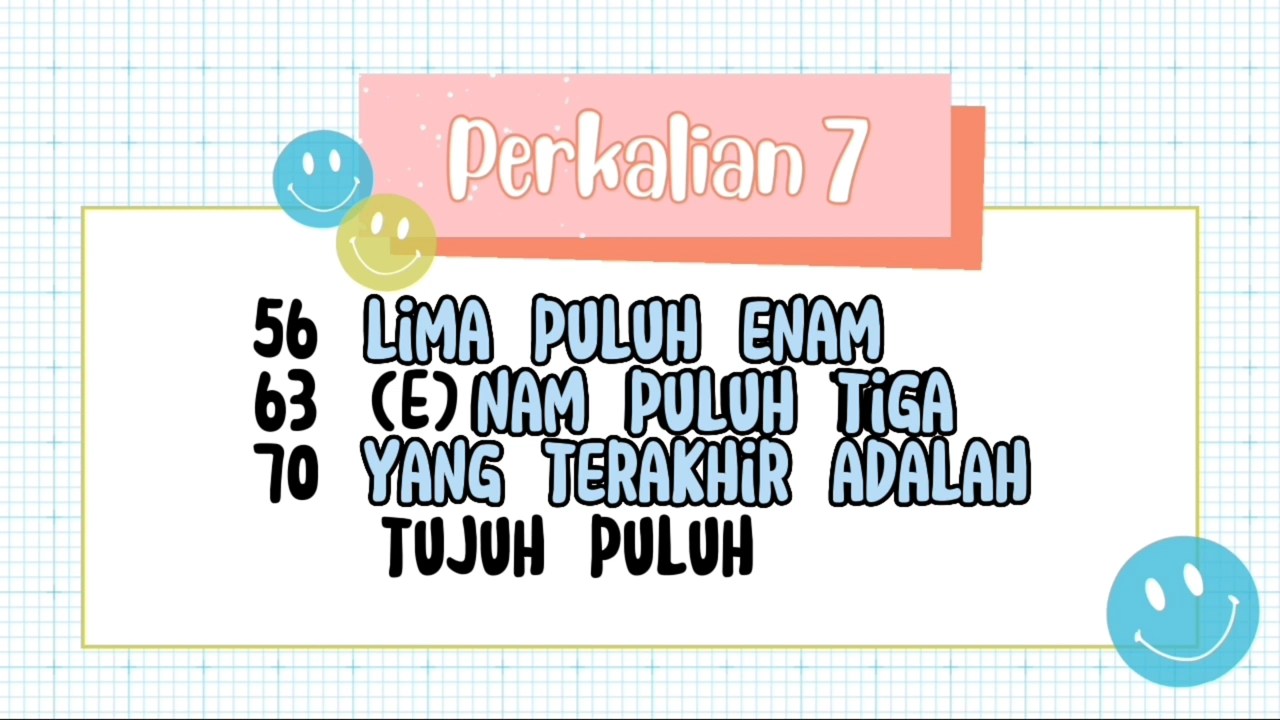 Perkalian 7
56 LiMA PULUH ENAM
63 (E)NAM PULUH TiGA
70 YANG TERAKHiR ADALAH
TUJUH PULUH